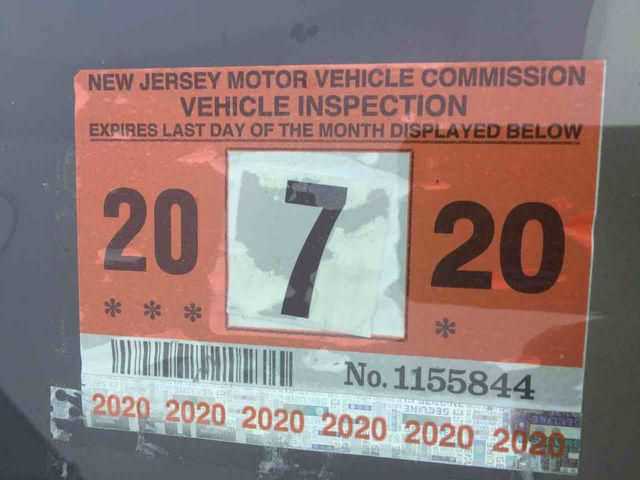 NEW JERSEY MOTOR VEHICLE COMMISSION
VEHICLE INSPECTION
EXPIRES LAST DAY OF THE MONTH DISPLAYED BELOW
20 7 20
*** *
No. 1155844
2020 2020 2020 2020 2020 2020